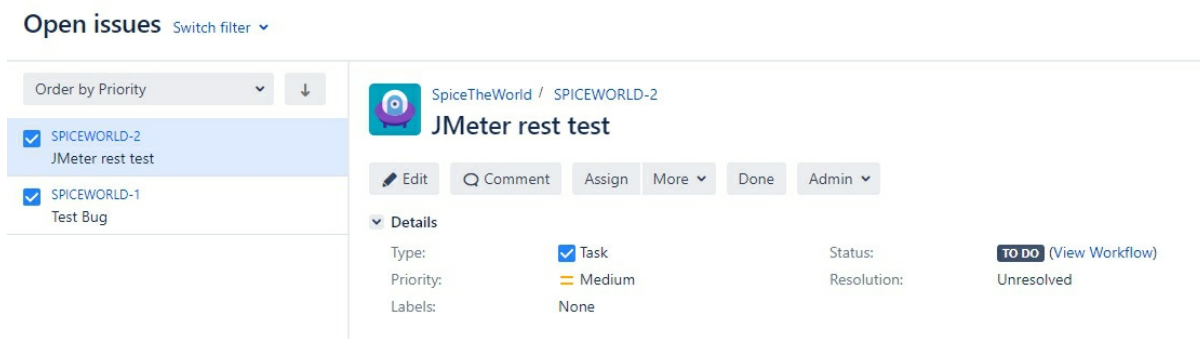 Open issues Switch filter
Order by Priority
SPICEWORLD-2
JMeter rest test
SPICEWORLD-1
Test Bug
SpiceTheWorld / SPICEWORLD-2
JMeter rest test
Edit Comment Assign More Done Admin
Details
Type: Task Status: TO DO (View Workflow)
Priority: Medium Resolution: Unresolved
Labels: None